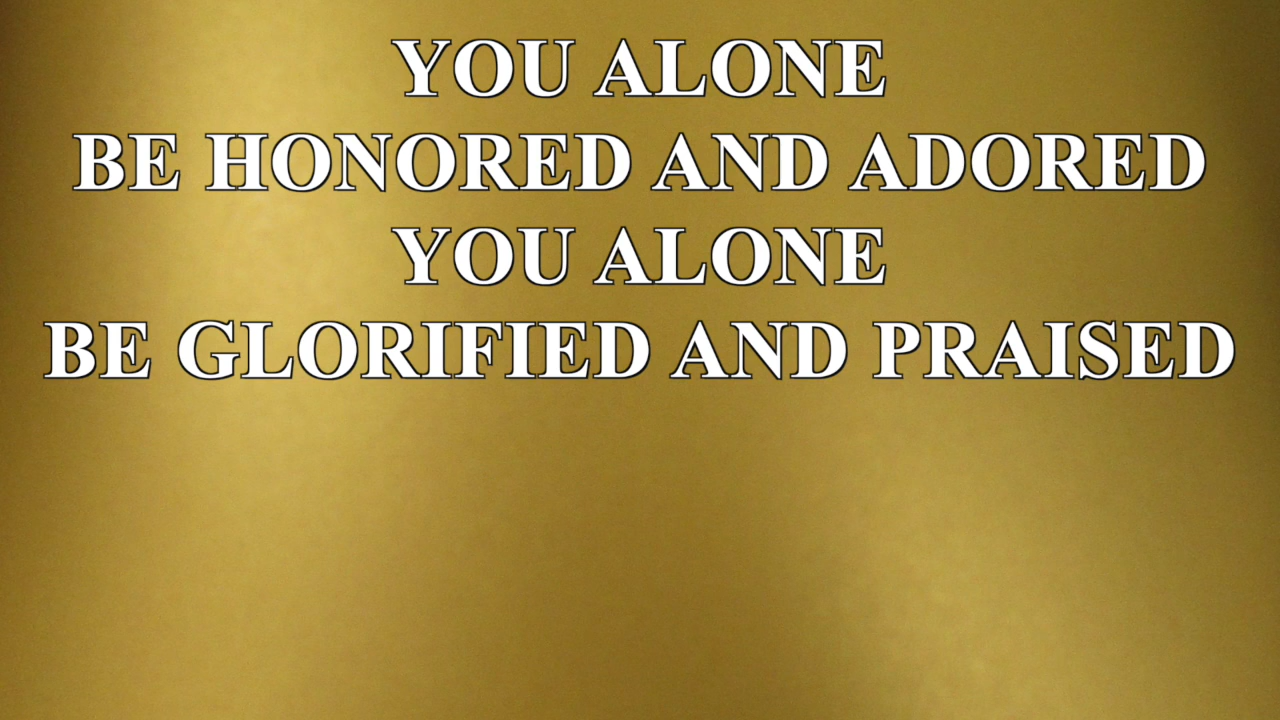 YOU ALONE
BE HONORED AND ADORED
YOU ALONE
BE GLORIFIED AND PRAISED